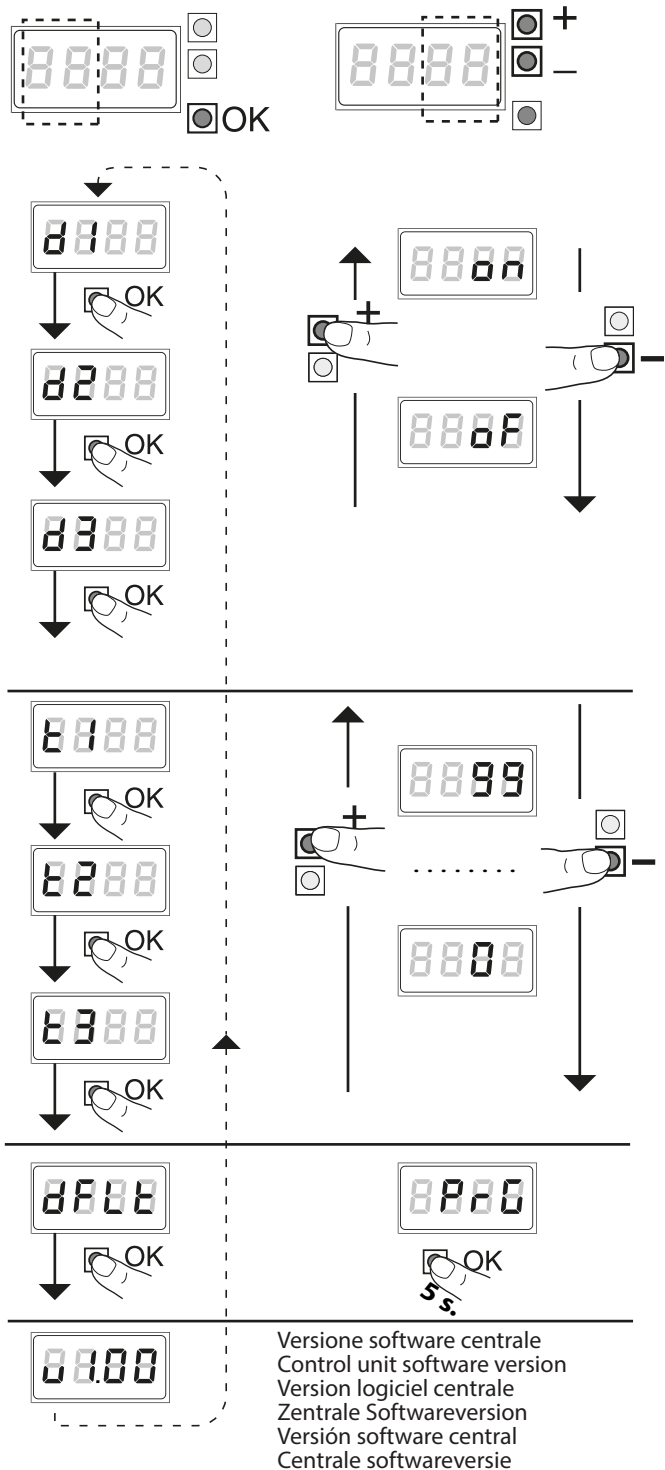 +
−
OK
d1
OK
on
+
−
d2
OK
oF
d3
OK
t1
OK
99
+
−
........
t2
OK
0
t3
OK
dFLt
OK
PrG
OK
5 s.
v1.00
Versione software centrale
Control unit software version
Version logiciel centrale
Zentrale Softwareversion
Versión software central
Centrale softwareversie